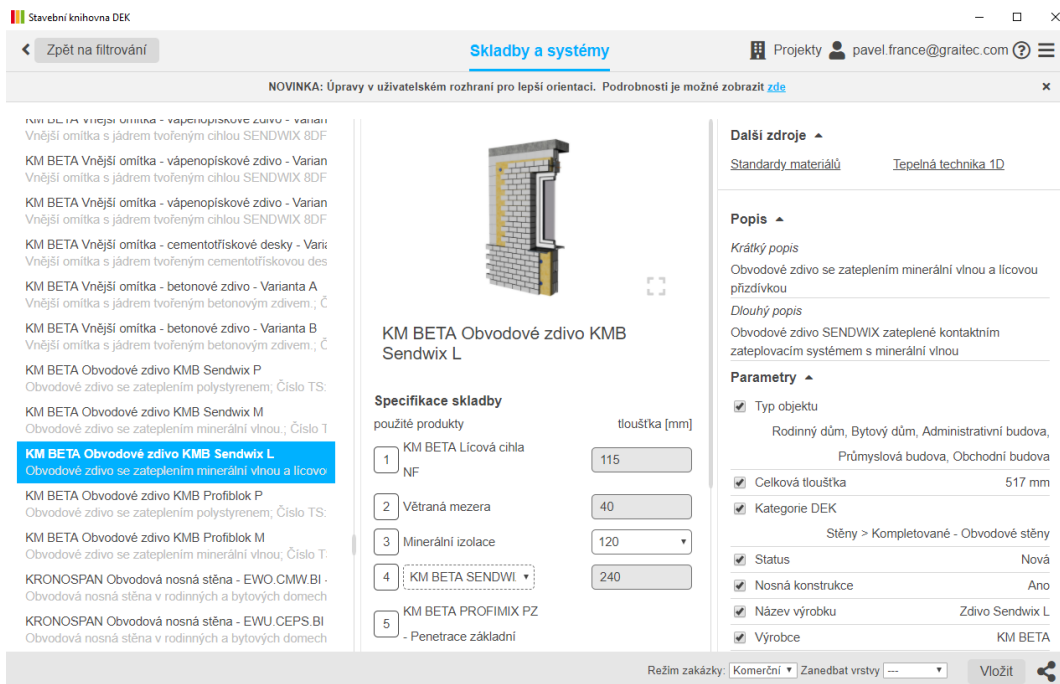 Stavební knihovna DEK
Zpět na filtrování
Skladby a systémy
Projekty
pavel.france@graitec.com
NOVINKA: Úpravy v uživatelském rozhraní pro lepší orientaci. Podrobnosti je možné zobrazit zde
KM BETA Vnější omítka - vápenopískové zdivo - Varian
Vnější omítka s jádrem tvořeným cihlou SENDWIX 8DF
KM BETA Vnější omítka - vápenopískové zdivo - Varian
Vnější omítka s jádrem tvořeným cihlou SENDWIX 8DF
KM BETA Vnější omítka - vápenopískové zdivo - Varian
Vnější omítka s jádrem tvořeným cihlou SENDWIX 8DF
KM BETA Vnější omítka - cementotřískové desky - Varia
Vnější omítka s jádrem tvořeným cementotřískovou des
KM BETA Vnější omítka - betonové zdivo - Varianta A
Vnější omítka s jádrem tvořeným betonovým zdivem.; Č
KM BETA Vnější omítka - betonové zdivo - Varianta B
Vnější omítka s jádrem tvořeným betonovým zdivem.; Č
KM BETA Obvodové zdivo KMB Sendwix P
Obvodové zdivo se zateplením polystyrenem; Číslo TS:
KM BETA Obvodové zdivo KMB Sendwix M
Obvodové zdivo se zateplením minerální vlnou.; Číslo T
KM BETA Obvodové zdivo KMB Sendwix L
Obvodové zdivo se zateplením minerální vlnou a lícovo
KM BETA Obvodové zdivo KMB Profiblok P
Obvodové zdivo se zateplením polystyrenem; Číslo TS:
KM BETA Obvodové zdivo KMB Profiblok M
Obvodové zdivo se zateplením minerální vlnou; Číslo T
KRONOSPAN Obvodová nosná stěna - EWO.CMW.BI -
Obvodová nosná stěna v rodinných a bytových domech
KRONOSPAN Obvodová nosná stěna - EWU.CEPS.BI
Obvodová nosná stěna v rodinných a bytových domech
KM BETA Obvodové zdivo KMB
Sendwix L
Specifikace skladby
použité produkty tloušťka [mm]
1 KM BETA Lícová cihla
NF 115
2 Větraná mezera 40
3 Minerální izolace 120
4 KM BETA SENDWI 240
5 KM BETA PROFIMIX PZ
- Penetrace základní
Další zdroje
Standardy materiálů Tepelná technika 1D
Popis
Krátký popis
Obvodové zdivo se zateplením minerální vlnou a lícovou
přizdívkou
Dlouhý popis
Obvodové zdivo SENDWIX zateplené kontaktním
zateplovacím systémem s minerální vlnou
Parametry
Typ objektu
Rodinný dům, Bytový dům, Administrativní budova,
Průmyslová budova, Obchodní budova
Celková tloušťka 517 mm
Kategorie DEK
Stěny > Kompletované - Obvodové stěny
Status Nová
Nosná konstrukce Ano
Název výrobku Zdivo Sendwix L
Výrobce KM BETA
Režim zakázky: Komerční Zanedbat vrstvy --- Vložit